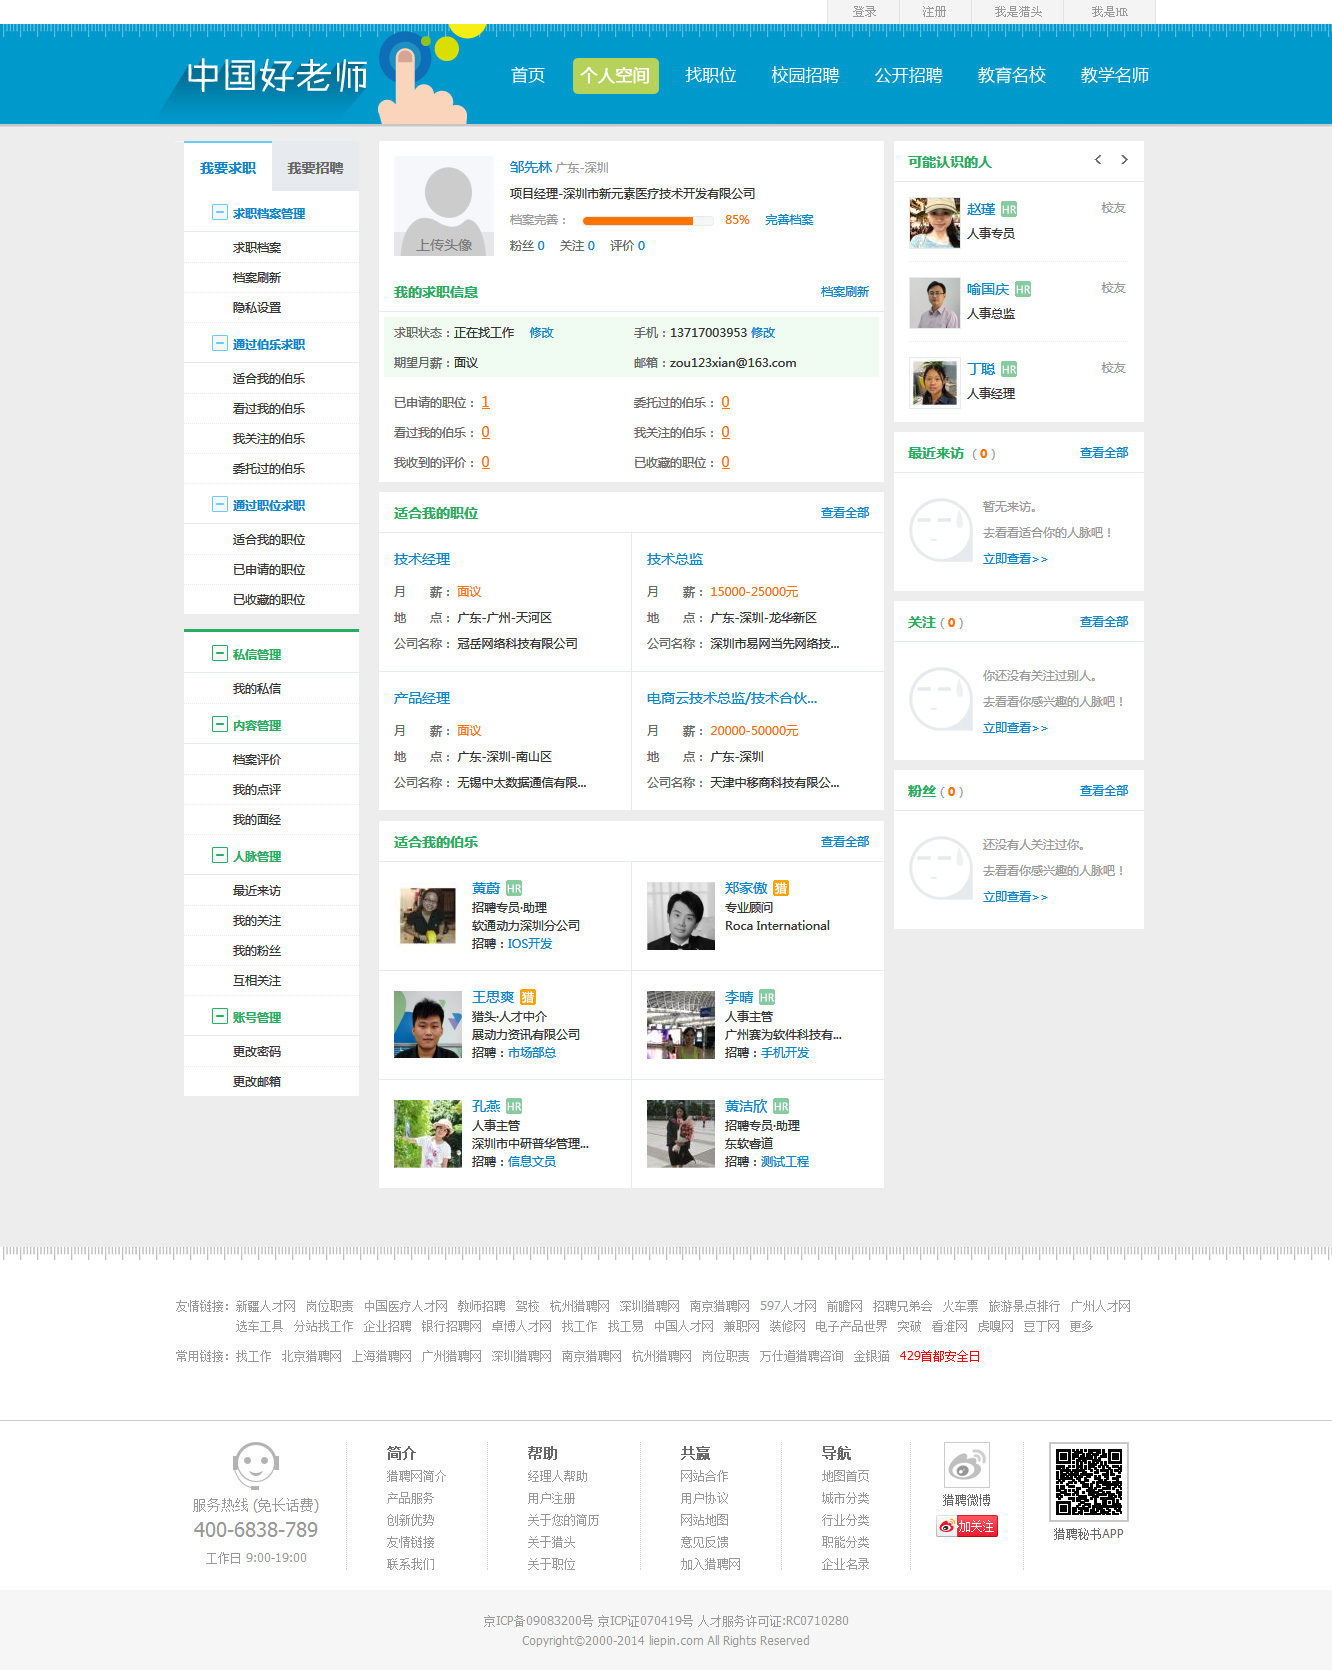 登录 注册 我是猎头 我是HR
中国好老师 首页 个人空间 找职位 校园招聘 公开招聘 教育名校 教学名师
我要求职 我要招聘
求职档案管理
求职档案
档案刷新
隐私设置
通过伯乐求职
适合我的伯乐
看过我的伯乐
我关注的伯乐
委托过的伯乐
通过职位求职
适合我的职位
已申请的职位
已收藏的职位
私信管理
我的私信
内容管理
档案评价
我的点评
我的面经
人脉管理
最近来访
我的关注
我的粉丝
互相关注
账号管理
更改密码
更改邮箱
上传头像
邹先林 广东-深圳
项目经理-深圳市新元素医疗技术开发有限公司
档案完善： 85% 完善档案
粉丝 0 关注 0 评价 0
我的求职信息 档案刷新
求职状态：正在找工作 修改 手机：13717003953 修改
期望月薪：面议 邮箱：zou123xian@163.com
已申请的职位：1 委托过的伯乐：0
看过我的伯乐：0 我关注的伯乐：0
我收到的评价：0 已收藏的职位：0
适合我的职位 查看全部
技术经理
月 薪：面议
地 点：广东-广州-天河区
公司名称：冠岳网络科技有限公司
技术总监
月 薪：15000-25000元
地 点：广东-深圳-龙华新区
公司名称：深圳市易网当先网络技...
产品经理
月 薪：面议
地 点：广东-深圳-南山区
公司名称：无锡中太数据通信有限...
电商云技术总监/技术合伙...
月 薪：20000-50000元
地 点：广东-深圳
公司名称：天津中移商科技有限公...
适合我的伯乐 查看全部
黄蔚 HR
招聘专员·助理
软通动力深圳分公司
招聘：IOS开发
郑家傲 猎
专业顾问
Roca International
王思爽 猎
猎头·人才中介
展动力资讯有限公司
招聘：市场部总
李晴 HR
人事主管
广州赛为软件科技有...
招聘：手机开发
孔燕 HR
人事主管
深圳市中研普华管理...
招聘：信息文员
黄洁欣 HR
招聘专员·助理
东软睿道
招聘：测试工程
可能认识的人 < >
赵瑾 HR 校友
人事专员
喻国庆 HR 校友
人事总监
丁聪 HR 校友
人事经理
最近来访（0） 查看全部
暂无来访。
去看看适合你的人脉吧！
立即查看>>
关注（0） 查看全部
你还没有关注过别人。
去看看你感兴趣的人脉吧！
立即查看>>
粉丝（0） 查看全部
还没有人关注过你。
去看看你感兴趣的人脉吧！
立即查看>>
友情链接：新疆人才网 岗位职责 中国医疗人才网 教师招聘 驾校 杭州猎聘网 深圳猎聘网 南京猎聘网 597人才网 前瞻网 招聘兄弟会 火车票 旅游景点排行 广州人才网
选车工具 分站找工作 企业招聘 银行招聘网 卓博人才网 找工作 找工易 中国人才网 兼职网 装修网 电子产品世界 突破 看准网 虎嗅网 豆丁网 更多
常用链接：找工作 北京猎聘网 上海猎聘网 广州猎聘网 深圳猎聘网 南京猎聘网 杭州猎聘网 岗位职责 万仕道猎聘咨询 金银猫 429首都安全日
服务热线 (免长话费)
400-6838-789
工作日 9:00-19:00
简介
猎聘网简介
产品服务
创新优势
友情链接
联系我们
帮助
经理人帮助
用户注册
关于您的简历
关于猎头
关于职位
共赢
网站合作
用户协议
网站地图
意见反馈
加入猎聘网
导航
地图首页
城市分类
行业分类
职能分类
企业名录
猎聘微博
加关注
猎聘秘书APP
京ICP备09083200号 京ICP证070419号 人才服务许可证:RC0710280
Copyright©2000-2014 liepin.com All Rights Reserved